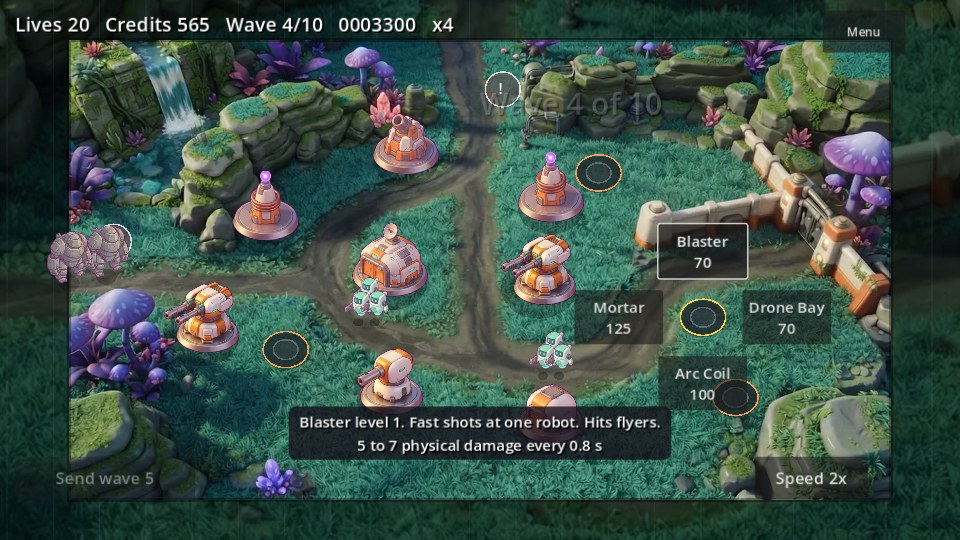 Lives 20 Credits 565 Wave 4/10 0003300 x4
Menu
!
Wave 4 of 10
Blaster
70
Mortar
125
Drone Bay
70
Arc Coil
100
Blaster level 1. Fast shots at one robot. Hits flyers.
5 to 7 physical damage every 0.8 s
Send wave 5
Speed 2x